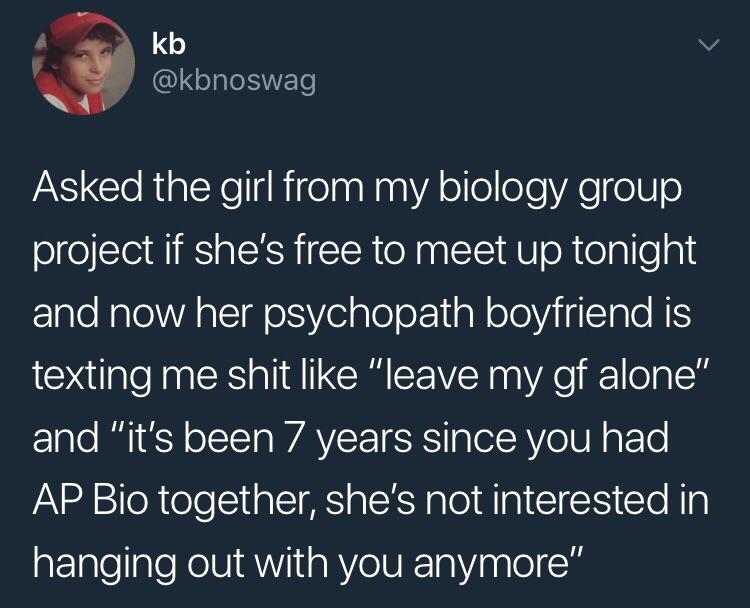 kb
@kbnoswag
Asked the girl from my biology group
project if she’s free to meet up tonight
and now her psychopath boyfriend is
texting me shit like “leave my gf alone”
and “it’s been 7 years since you had
AP Bio together, she’s not interested in
hanging out with you anymore”